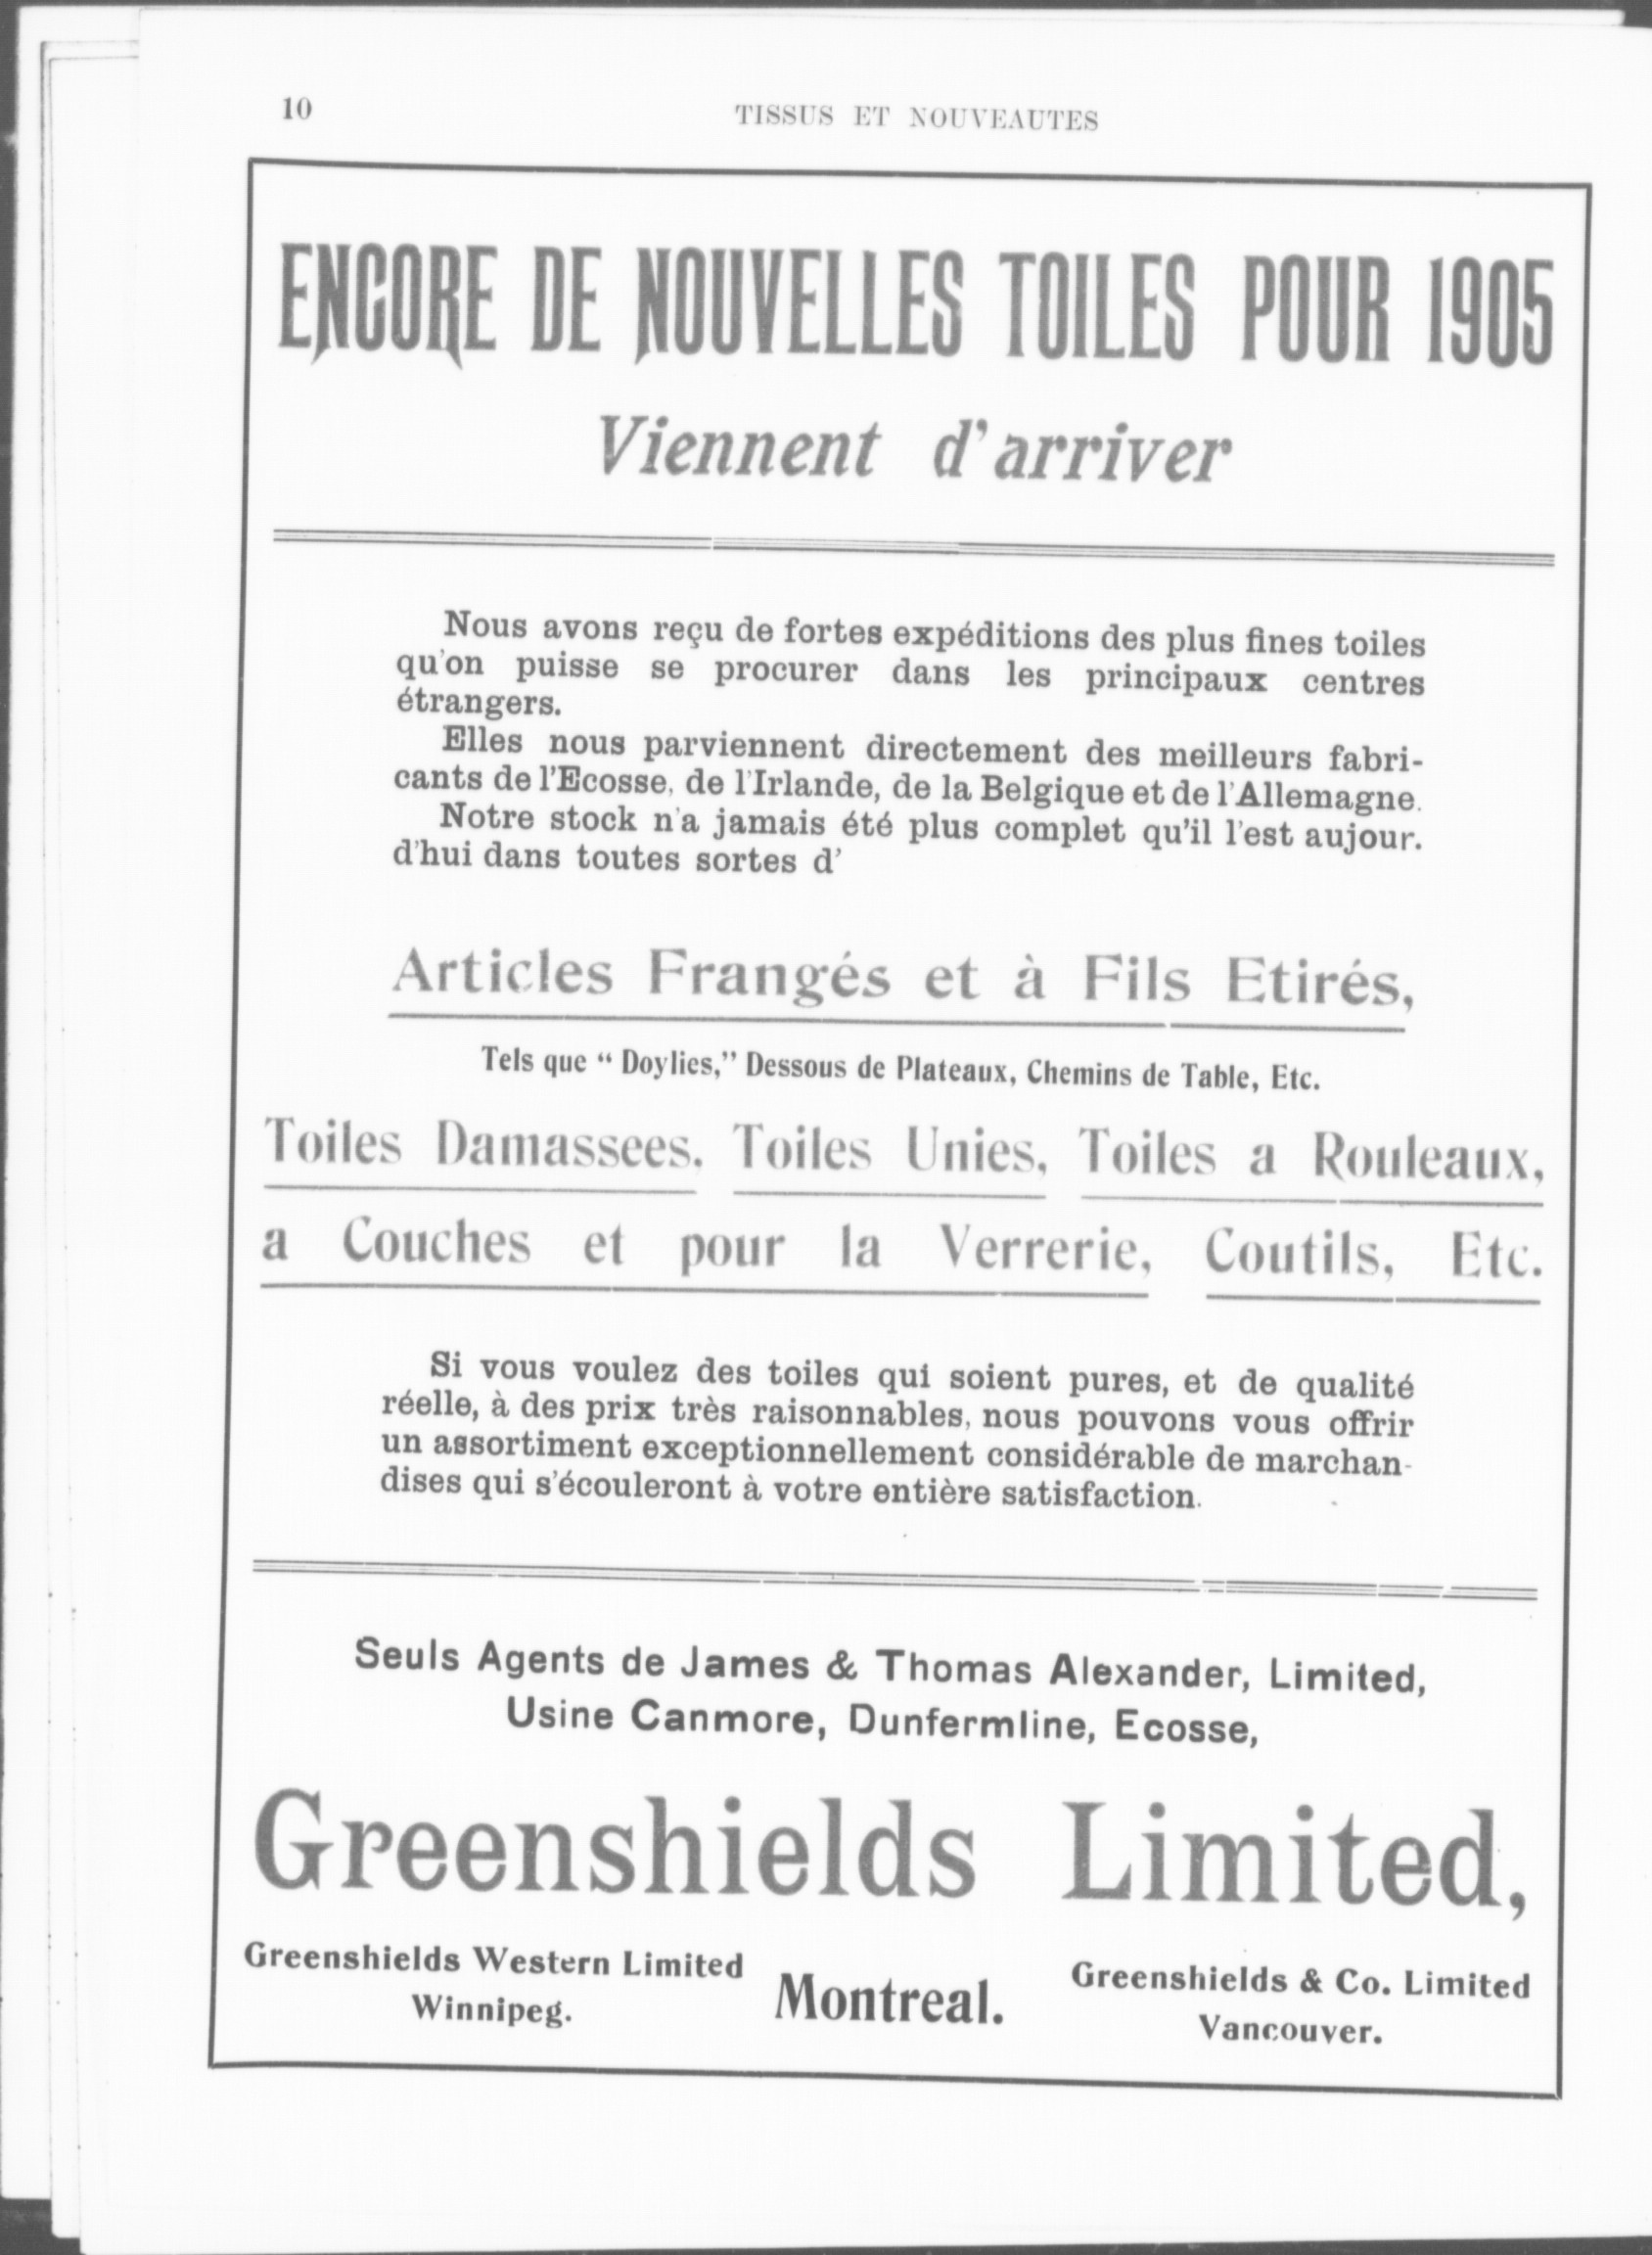 10
TISSUS ET NOUVEAUTES
ENCORE DE NOUVELLES TOILES POUR 1905
Viennent d'arriver
Nous avons reçu de fortes expéditions des plus fines toiles
qu'on puisse se procurer dans les principaux centres
étrangers.
Elles nous parviennent directement des meilleurs fabri-
cants de l'Ecosse, de l'Irlande, de la Belgique et de l'Allemagne.
Notre stock n'a jamais été plus complet qu'il l'est aujour.
d'hui dans toutes sortes d'
Articles Frangés et à Fils Etirés,
Tels que “ Doylies,” Dessous de Plateaux, Chemins de Table, Etc.
Toiles Damassees. Toiles Unies, Toiles a Rouleaux,
a Couches et pour la Verrerie, Coutils, Etc.
Si vous voulez des toiles qui soient pures, et de qualité
réelle, à des prix très raisonnables, nous pouvons vous offrir
un assortiment exceptionnellement considérable de marchan-
dises qui s'écouleront à votre entière satisfaction.
Seuls Agents de James & Thomas Alexander, Limited,
Usine Canmore, Dunfermline, Ecosse,
Greenshields Limited,
Greenshields Western Limited
Winnipeg.
Montreal.
Greenshields & Co. Limited
Vancouver.